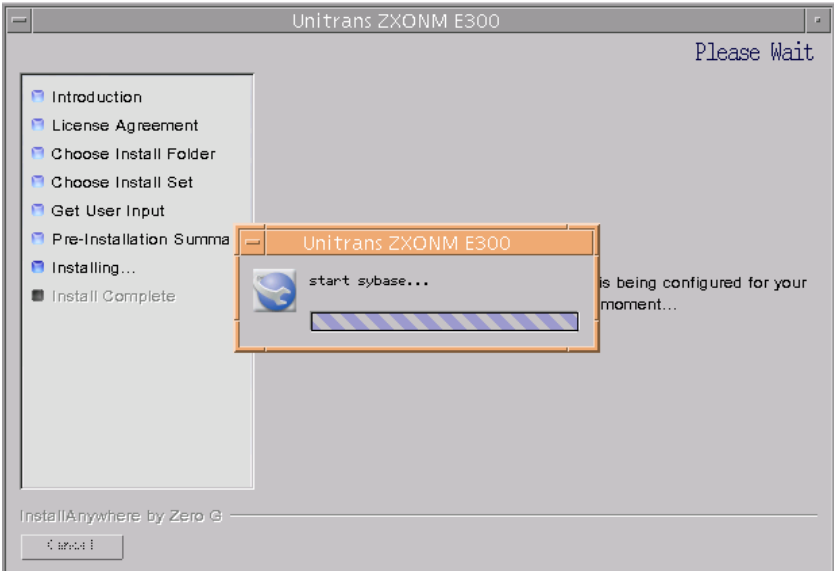 Unitrans ZXONM E300
Please Wait
Introduction
License Agreement
Choose Install Folder
Choose Install Set
Get User Input
Pre-Installation Summa
Installing...
Install Complete
Unitrans ZXONM E300
start sybase...
is being configured for your
moment...
InstallAnywhere by Zero G
Cancel